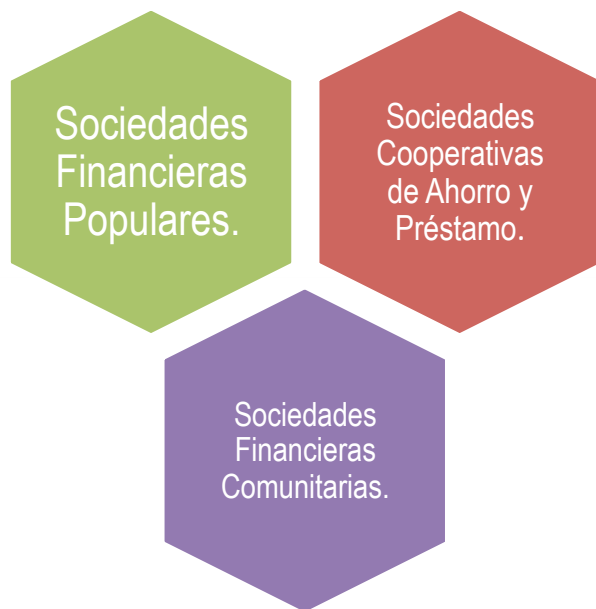 Sociedades
Financieras
Populares.
Sociedades
Cooperativas
de Ahorro y
Préstamo.
Sociedades
Financieras
Comunitarias.